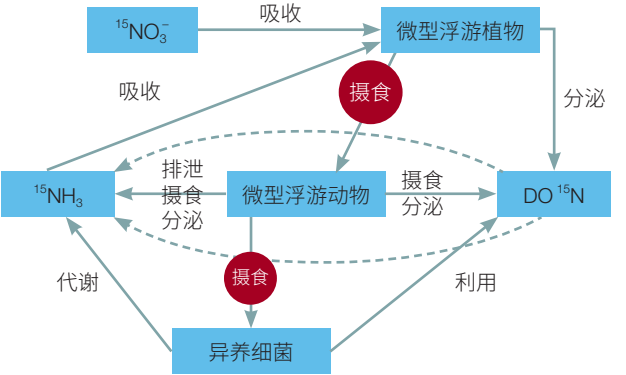 ¹⁵NO₃⁻
吸收
微型浮游植物
吸收
摄食
分泌
¹⁵NH₃
排泄
摄食
分泌
微型浮游动物
摄食
分泌
DO ¹⁵N
代谢
摄食
利用
异养细菌